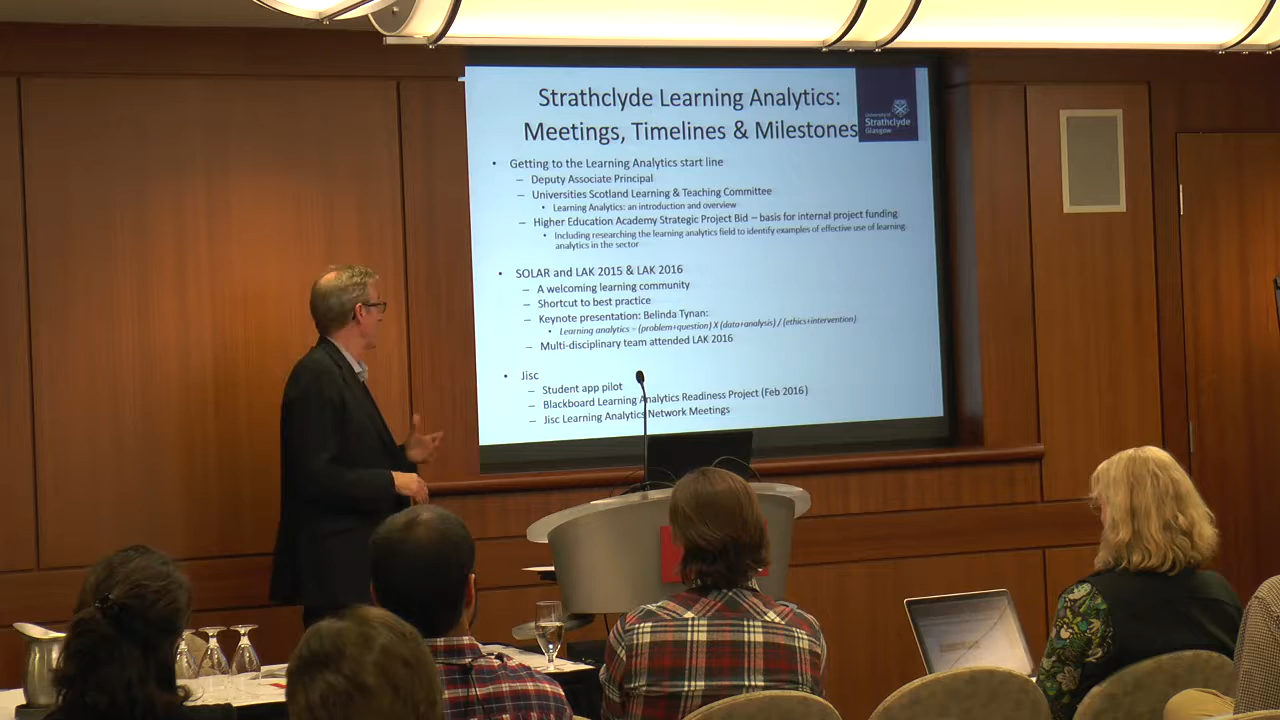 Strathclyde Learning Analytics:
Meetings, Timelines & Milestones
University of
Strathclyde
Glasgow
• Getting to the Learning Analytics start line
– Deputy Associate Principal
– Universities Scotland Learning & Teaching Committee
• Learning Analytics: an introduction and overview
– Higher Education Academy Strategic Project Bid – basis for internal project funding
• Including researching the learning analytics field to identify examples of effective use of learning
analytics in the sector
• SOLAR and LAK 2015 & LAK 2016
– A welcoming learning community
– Shortcut to best practice
– Keynote presentation: Belinda Tynan:
• Learning analytics = (problem+question) X (data+analysis) / (ethics+intervention)
– Multi-disciplinary team attended LAK 2016
• Jisc
– Student app pilot
– Blackboard Learning Analytics Readiness Project (Feb 2016)
– Jisc Learning Analytics Network Meetings